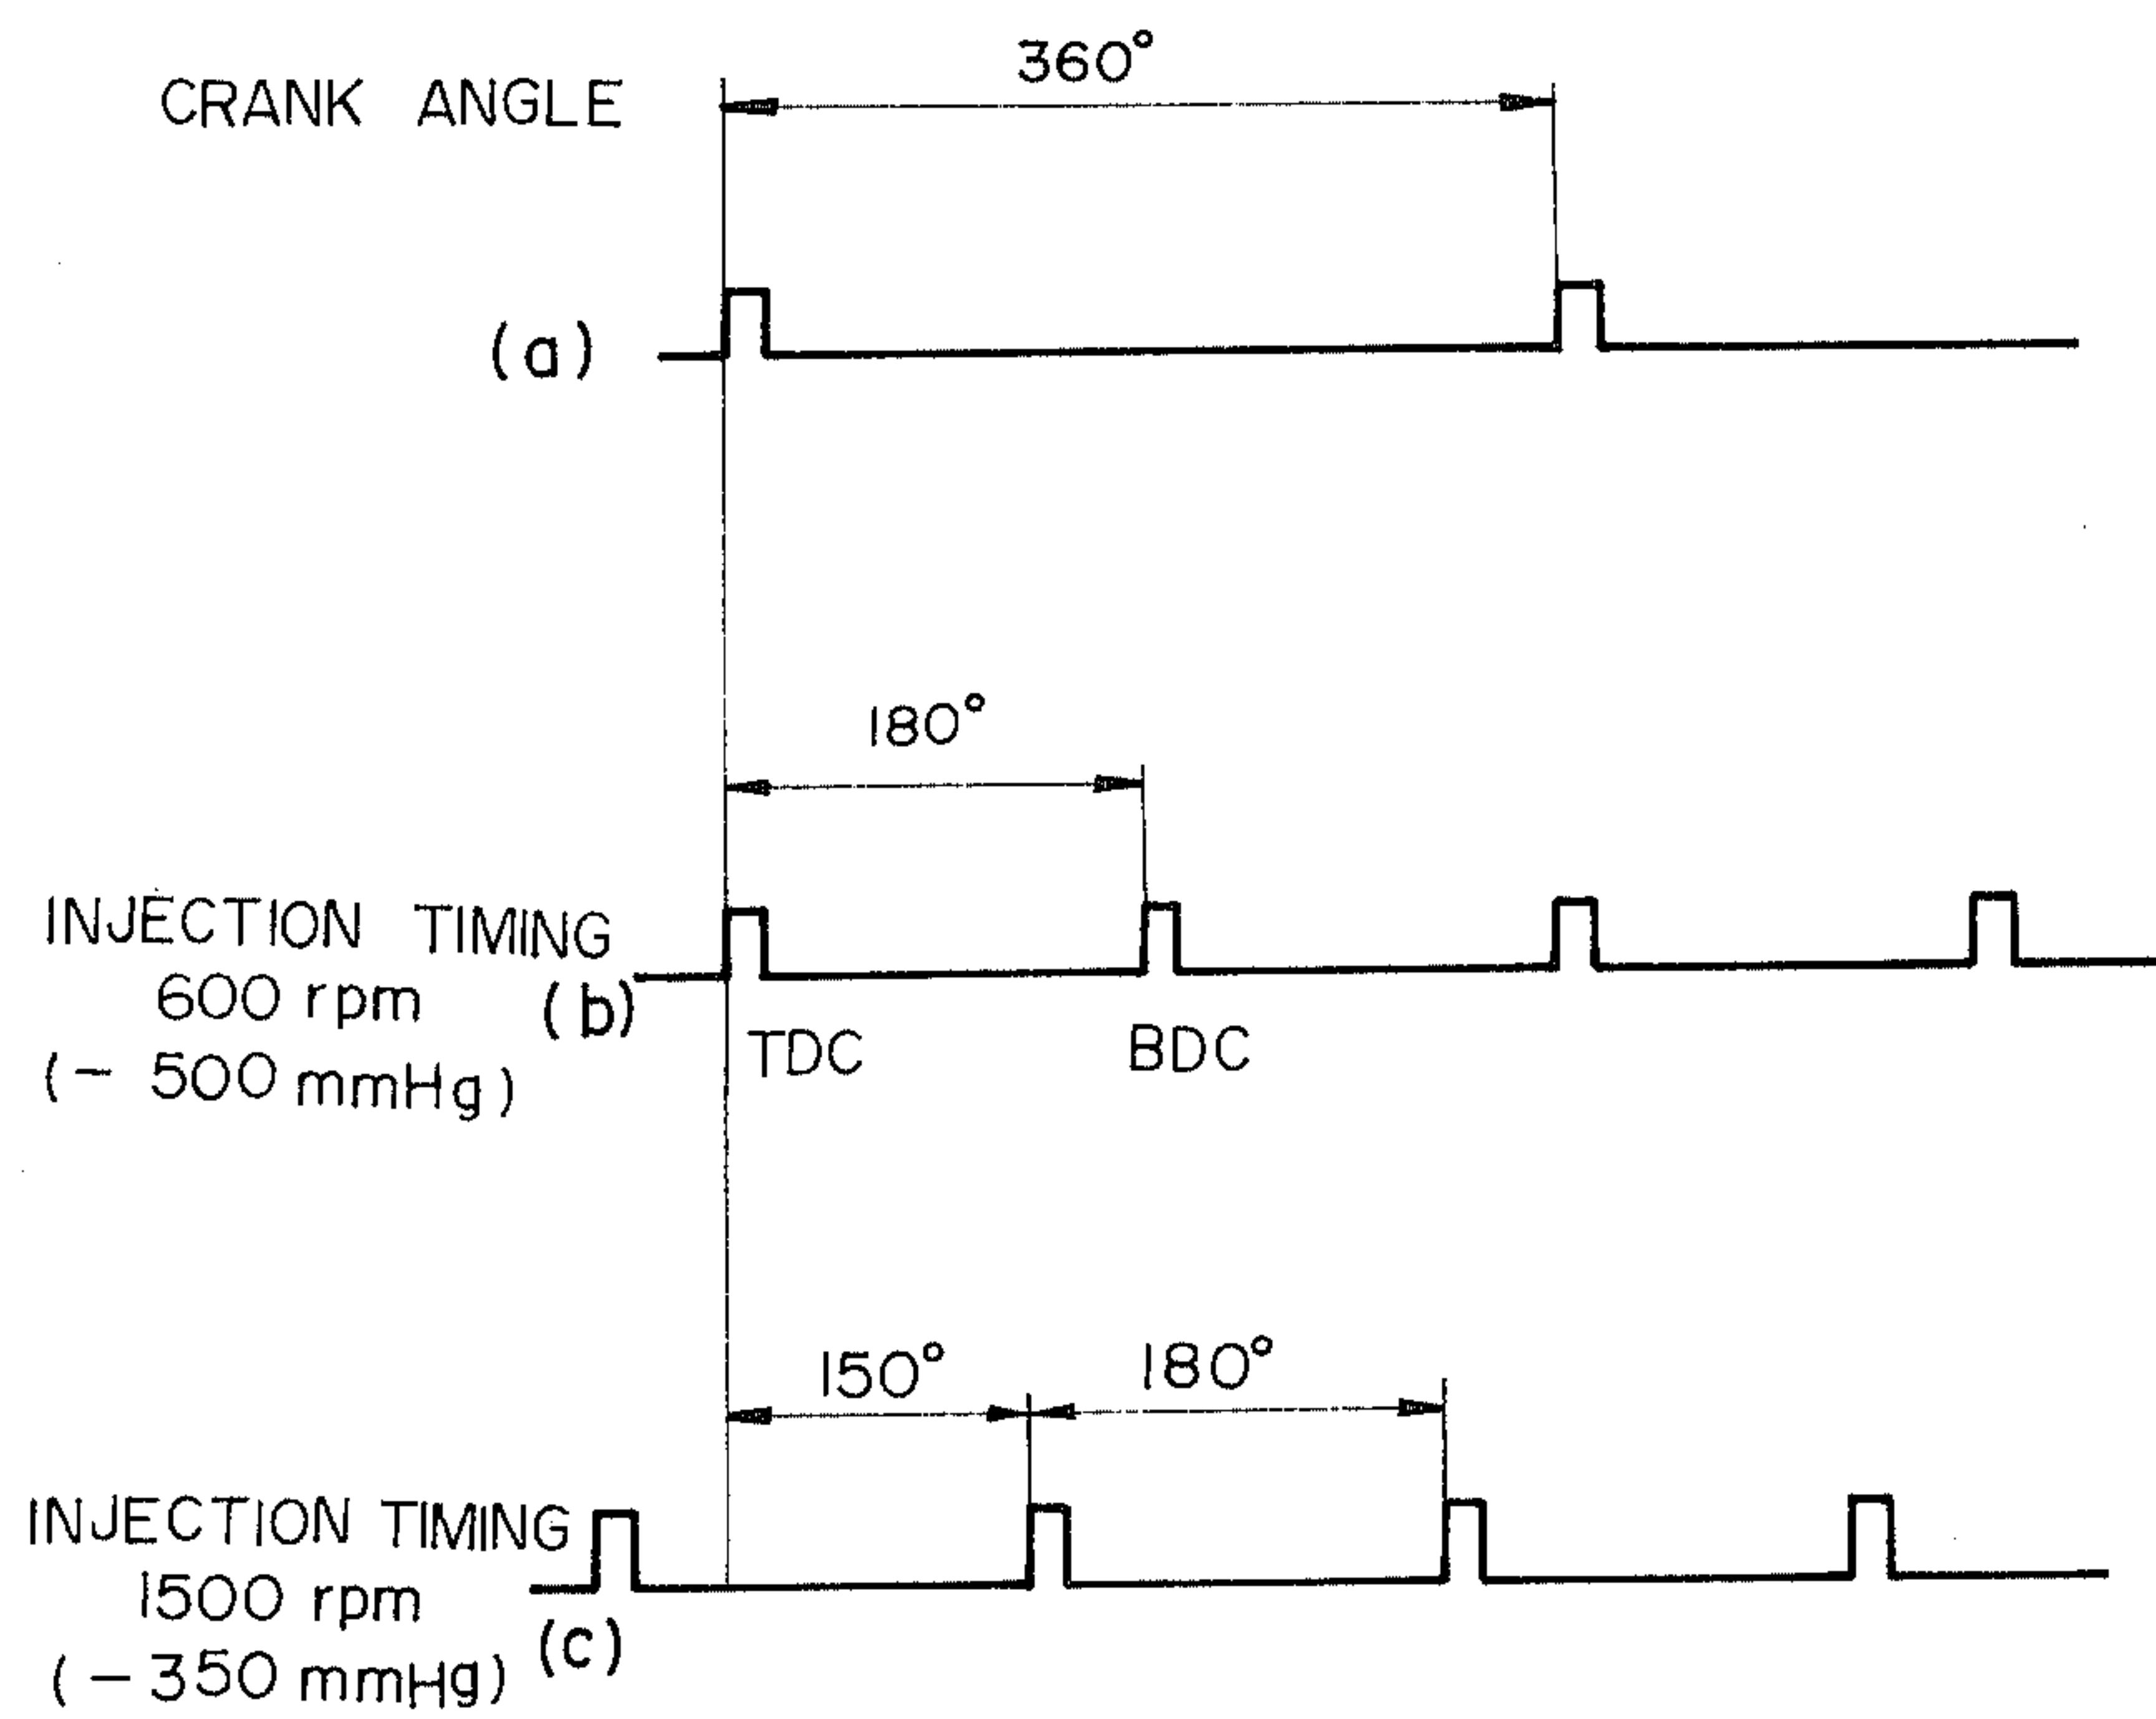 360°
CRANK ANGLE
(a)
180°
INJECTION TIMING
600 rpm
(b)
(- 500 mmHg)
TDC
BDC
150°
180°
INJECTION TIMING
1500 rpm
(c)
(-350 mmHg)